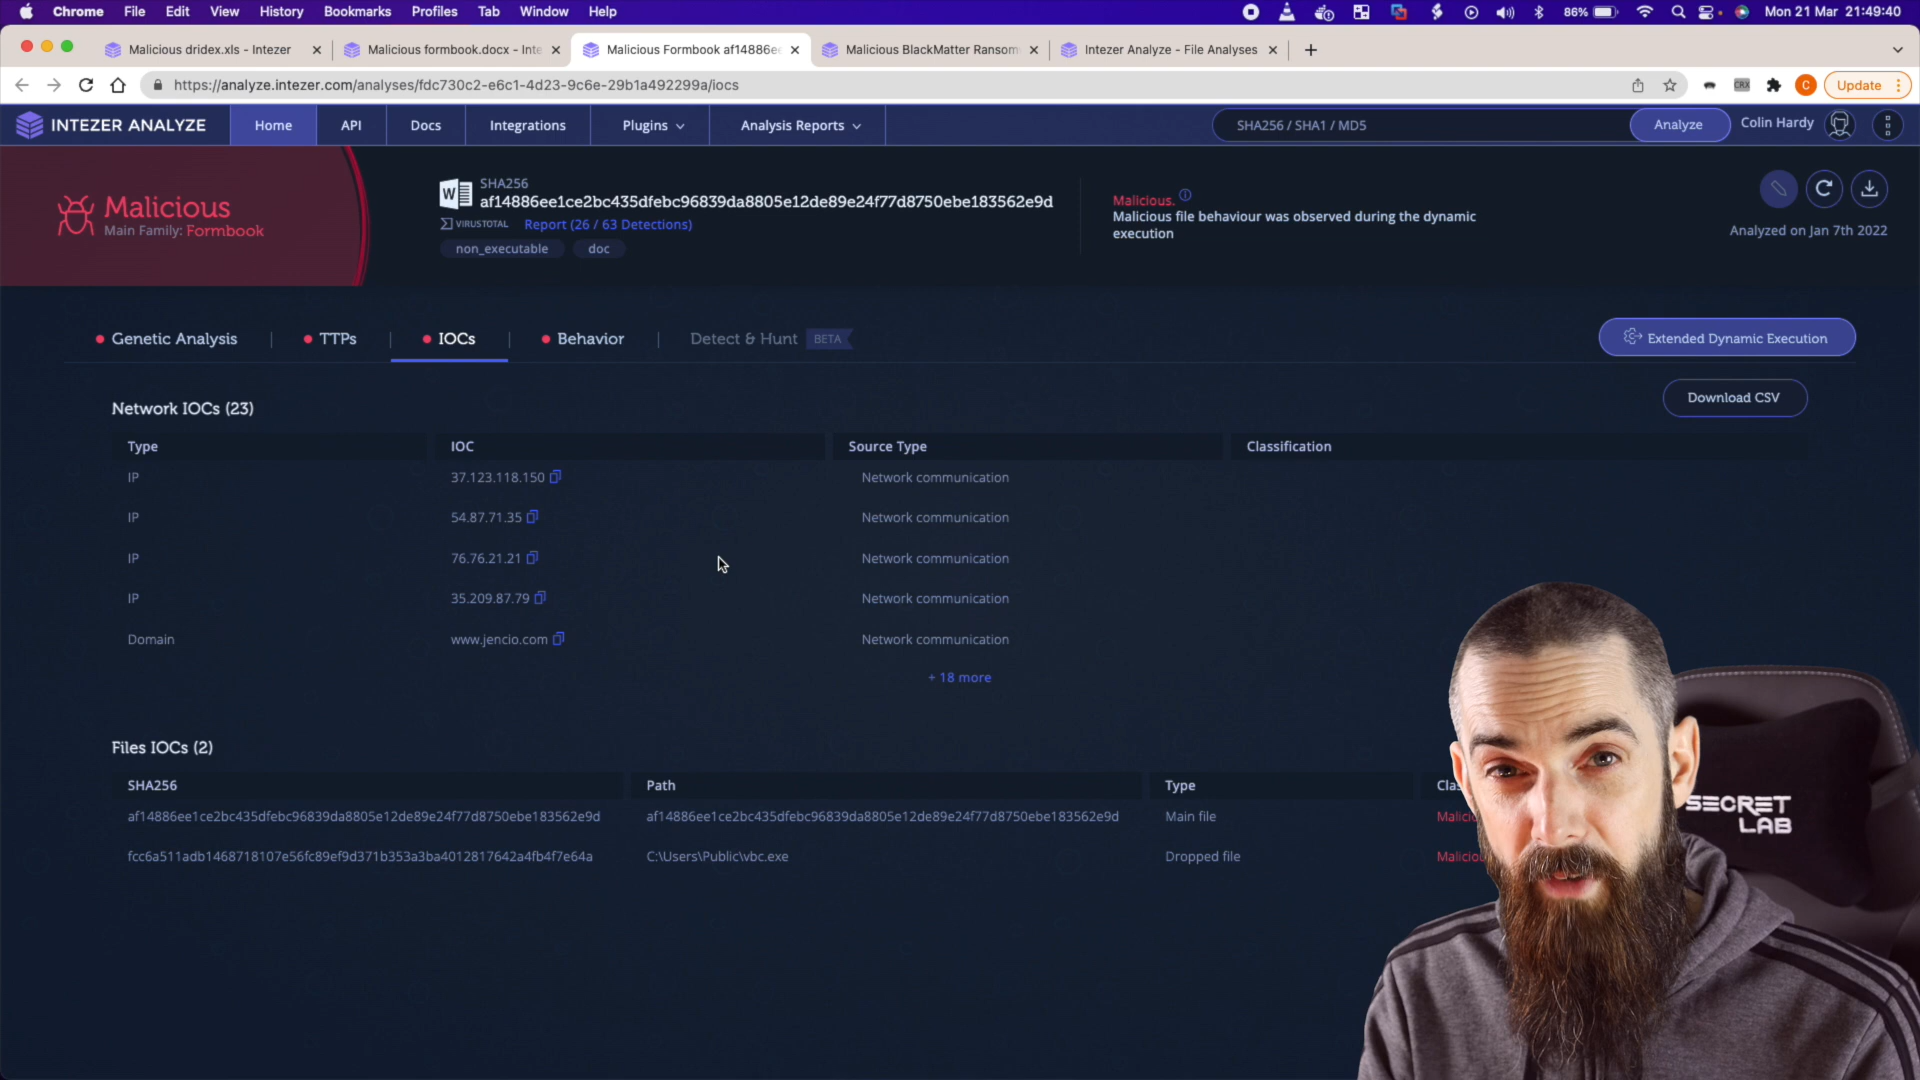 Chrome File Edit View History Bookmarks Profiles Tab Window Help 86% Mon 21 Mar 21:49:40
Malicious dridex.xls - Intezer Malicious formbook.docx - Inte Malicious Formbook af14886e Malicious BlackMatter Ransom Intezer Analyze - File Analyses
https://analyze.intezer.com/analyses/fdc730c2-e6c1-4d23-9c6e-29b1a492299a/iocs CRX C Update
INTEZER ANALYZE Home API Docs Integrations Plugins Analysis Reports SHA256 / SHA1 / MD5 Analyze Colin Hardy
Malicious
Main Family: Formbook
W SHA256
af14886ee1ce2bc435dfebc96839da8805e12de89e24f77d8750ebe183562e9d
VIRUSTOTAL Report (26 / 63 Detections)
non_executable doc
Malicious.
Malicious file behaviour was observed during the dynamic
execution
Analyzed on Jan 7th 2022
Genetic Analysis TTPs IOCs Behavior Detect & Hunt BETA Extended Dynamic Execution
Network IOCs (23) Download CSV
Type IOC Source Type Classification
IP 37.123.118.150 Network communication
IP 54.87.71.35 Network communication
IP 76.76.21.21 Network communication
IP 35.209.87.79 Network communication
Domain www.jencio.com Network communication
+ 18 more
Files IOCs (2)
SHA256 Path Type Clas
af14886ee1ce2bc435dfebc96839da8805e12de89e24f77d8750ebe183562e9d af14886ee1ce2bc435dfebc96839da8805e12de89e24f77d8750ebe183562e9d Main file Malicio
fcc6a511adb1468718107e56fc89ef9d371b353a3ba4012817642a4fb4f7e64a C:\Users\Public\vbc.exe Dropped file Maliciou
SECRET
LAB